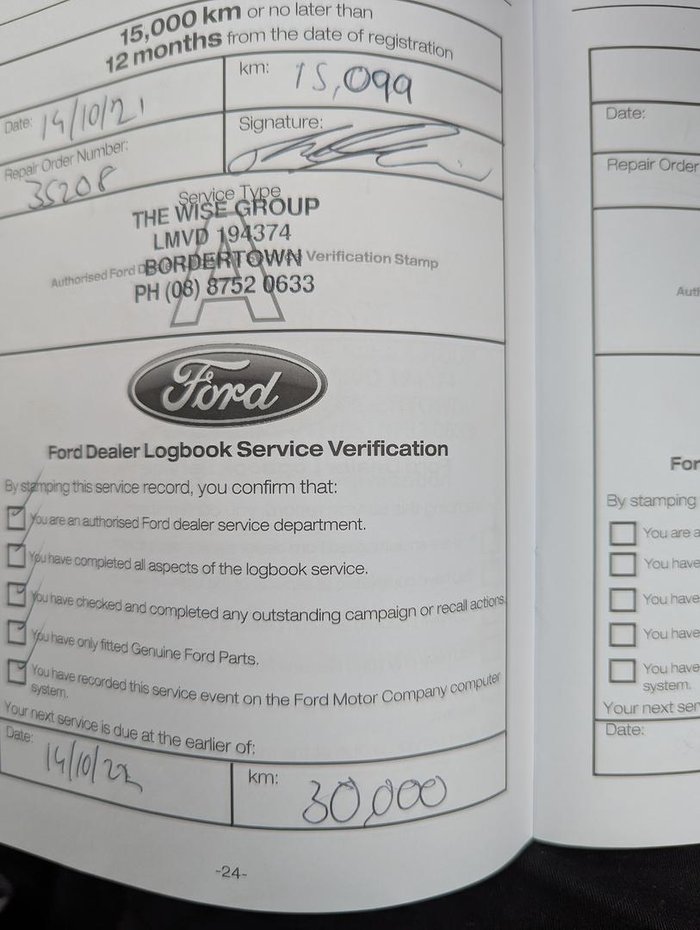 15,000 km or no later than
12 months from the date of registration
Date: 14/10/21
km: 15,099
Repair Order Number:
35208
Signature:
Service Type
A
THE WISE GROUP
LMVD 194374
BORDERTOWN
PH (08) 8752 0633
Authorised Ford D Verification Stamp
Ford
Ford Dealer Logbook Service Verification
By stamping this service record, you confirm that:
You are an authorised Ford dealer service department.
You have completed all aspects of the logbook service.
You have checked and completed any outstanding campaign or recall actions.
You have only fitted Genuine Ford Parts.
You have recorded this service event on the Ford Motor Company computer
system.
Your next service is due at the earlier of:
Date: 14/10/22
km: 30,000
-24-
Date:
Repair Order
Auth
For
By stamping
You are a
You have
You have
You have
You have
system.
Your next ser
Date: